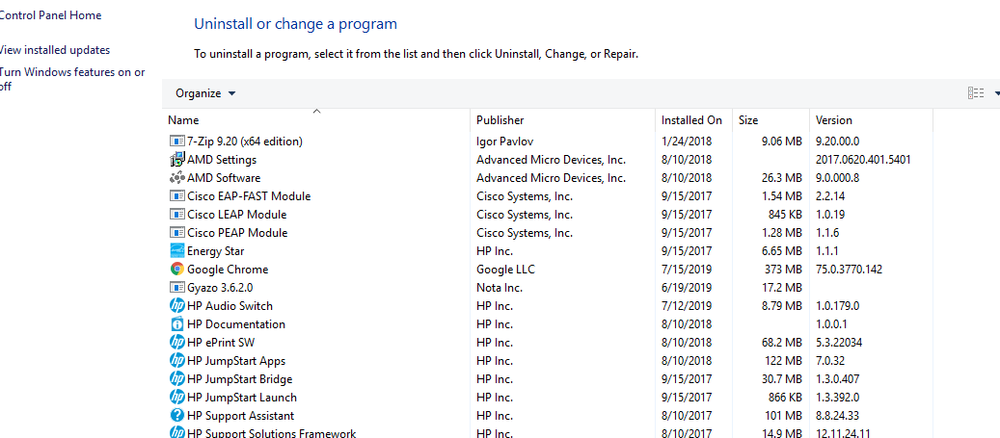 Control Panel Home
Uninstall or change a program
View installed updates
To uninstall a program, select it from the list and then click Uninstall, Change, or Repair.
Turn Windows features on or
off
Organize
Name Publisher Installed On Size Version
7-Zip 9.20 (x64 edition) Igor Pavlov 1/24/2018 9.06 MB 9.20.00.0
AMD Settings Advanced Micro Devices, Inc. 8/10/2018 2017.0620.401.5401
AMD Software Advanced Micro Devices, Inc. 8/10/2018 26.3 MB 9.0.000.8
Cisco EAP-FAST Module Cisco Systems, Inc. 9/15/2017 1.54 MB 2.2.14
Cisco LEAP Module Cisco Systems, Inc. 9/15/2017 845 KB 1.0.19
Cisco PEAP Module Cisco Systems, Inc. 9/15/2017 1.28 MB 1.1.6
Energy Star HP Inc. 9/15/2017 6.65 MB 1.1.1
Google Chrome Google LLC 7/15/2019 373 MB 75.0.3770.142
Gyazo 3.6.2.0 Nota Inc. 6/19/2019 17.2 MB
HP Audio Switch HP Inc. 7/12/2019 8.79 MB 1.0.179.0
HP Documentation HP Inc. 8/10/2018 1.0.0.1
HP ePrint SW HP Inc. 8/10/2018 68.2 MB 5.3.22034
HP JumpStart Apps HP Inc. 8/10/2018 122 MB 7.0.32
HP JumpStart Bridge HP Inc. 9/15/2017 30.7 MB 1.3.0.407
HP JumpStart Launch HP Inc. 9/15/2017 866 KB 1.3.392.0
HP Support Assistant HP Inc. 8/10/2017 101 MB 8.8.24.33
HP Support Solutions Framework HP Inc. 8/10/2017 14.9 MB 12.11.24.11